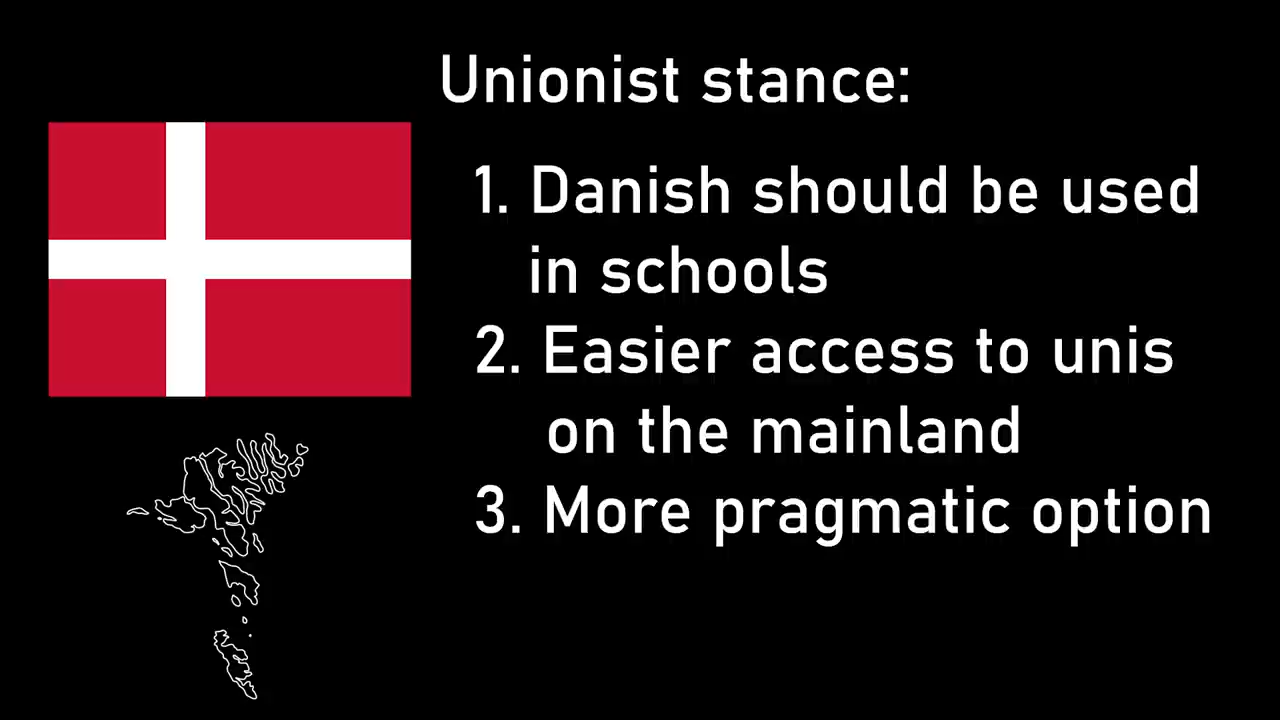 Unionist stance:
1. Danish should be used
in schools
2. Easier access to unis
on the mainland
3. More pragmatic option